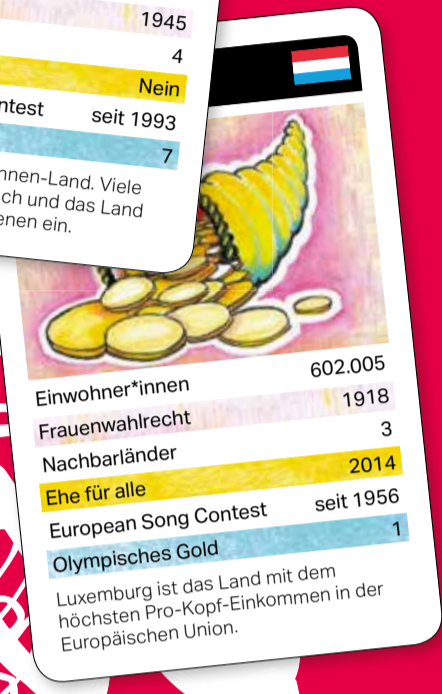 1945
4
Nein
ntest seit 1993
7
nnen-Land. Viele
ch und das Land
enen ein.
Einwohner*innen 602.005
Frauenwahlrecht 1918
Nachbarländer 3
Ehe für alle 2014
European Song Contest seit 1956
Olympisches Gold 1
Luxemburg ist das Land mit dem
höchsten Pro-Kopf-Einkommen in der
Europäischen Union.